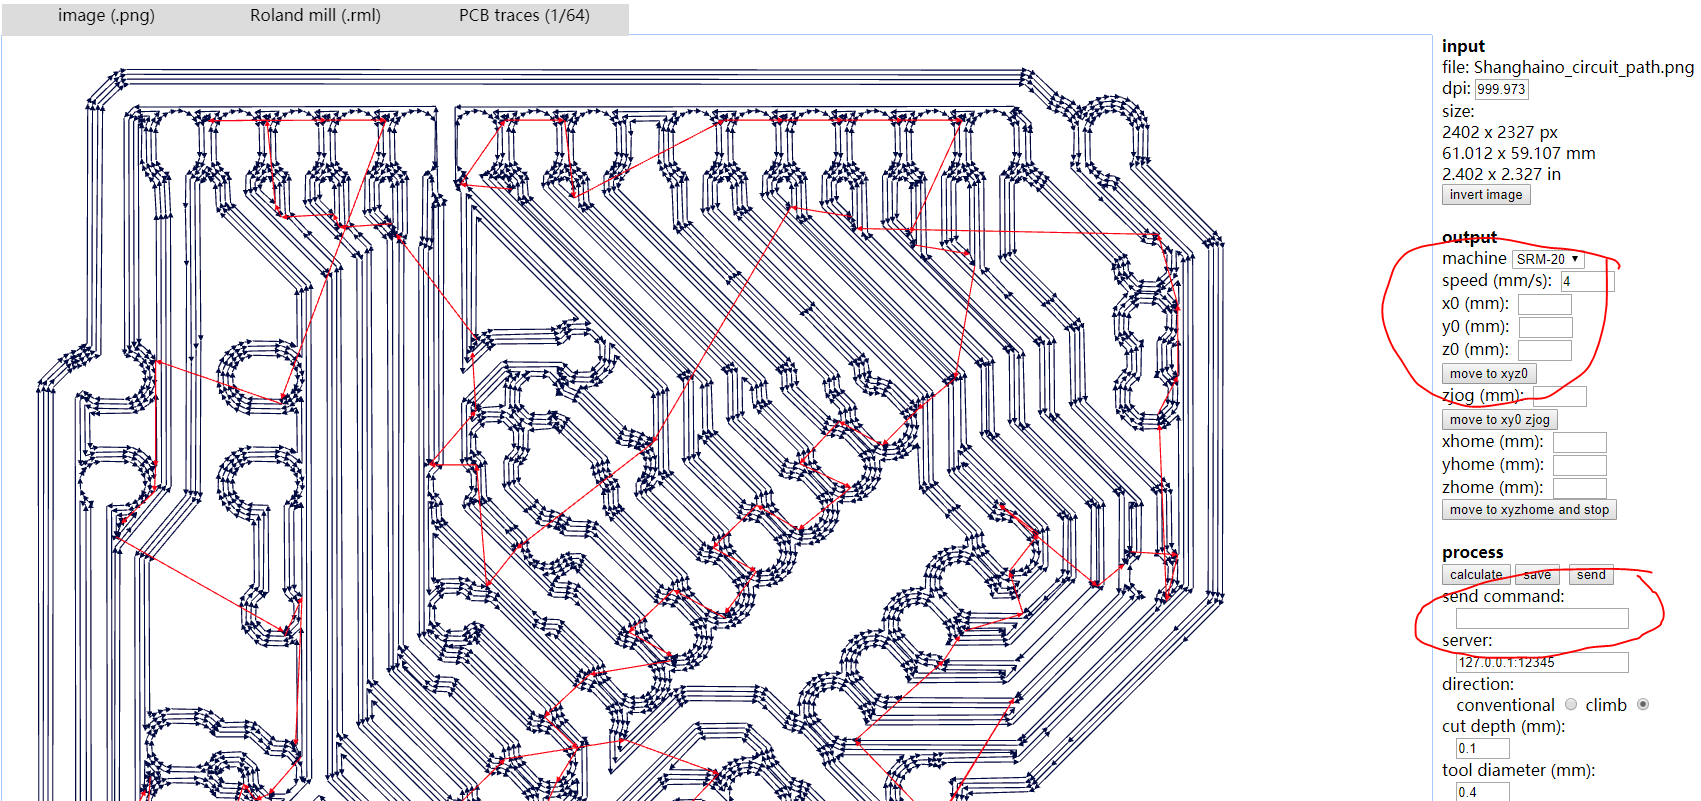 image (.png) Roland mill (.rml) PCB traces (1/64)
input
file: Shanghaino_circuit_path.png
dpi: 999.973
size:
2402 x 2327 px
61.012 x 59.107 mm
2.402 x 2.327 in
invert image
output
machine SRM-20
speed (mm/s): 4
x0 (mm):
y0 (mm):
z0 (mm):
move to xyz0
zjog (mm):
move to xy0 zjog
xhome (mm):
yhome (mm):
zhome (mm):
move to xyzhome and stop
process
calculate save send
send command:
server:
127.0.0.1:12345
direction:
conventional climb
cut depth (mm):
0.1
tool diameter (mm):
0.4